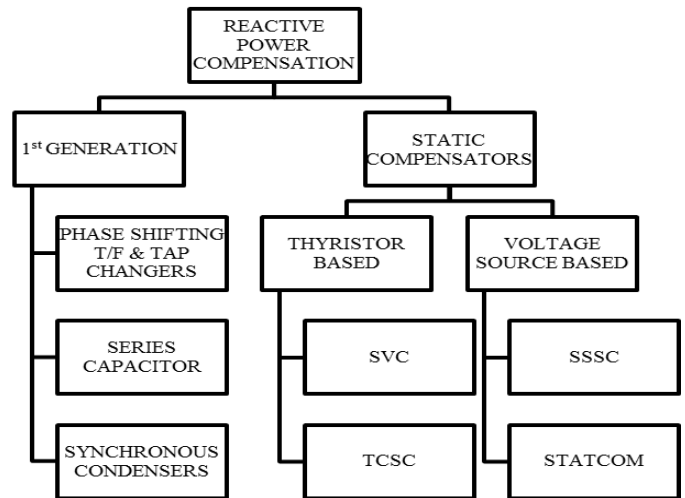 REACTIVE
POWER
COMPENSATION
1st GENERATION
STATIC
COMPENSATORS
PHASE SHIFTING
T/F & TAP
CHANGERS
THYRISTOR
BASED
VOLTAGE
SOURCE BASED
SERIES
CAPACITOR
SVC
SSSC
SYNCHRONOUS
CONDENSERS
TCSC
STATCOM